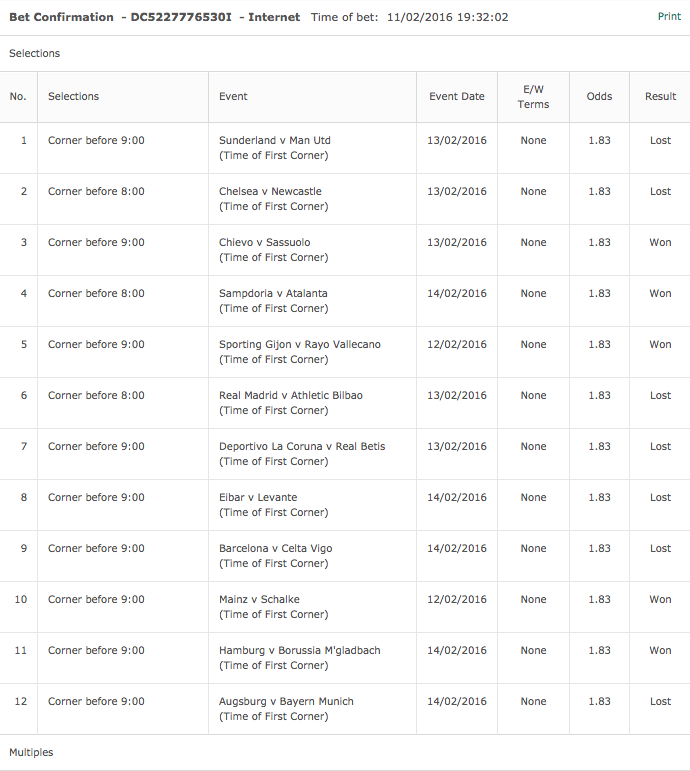 Bet Confirmation - DC5227776530I - Internet Time of bet: 11/02/2016 19:32:02 Print
Selections
No. Selections Event Event Date E/W Terms Odds Result
1 Corner before 9:00 Sunderland v Man Utd 13/02/2016 None 1.83 Lost
(Time of First Corner)
2 Corner before 8:00 Chelsea v Newcastle 13/02/2016 None 1.83 Lost
(Time of First Corner)
3 Corner before 9:00 Chievo v Sassuolo 13/02/2016 None 1.83 Won
(Time of First Corner)
4 Corner before 8:00 Sampdoria v Atalanta 14/02/2016 None 1.83 Won
(Time of First Corner)
5 Corner before 9:00 Sporting Gijon v Rayo Vallecano 12/02/2016 None 1.83 Won
(Time of First Corner)
6 Corner before 8:00 Real Madrid v Athletic Bilbao 13/02/2016 None 1.83 Lost
(Time of First Corner)
7 Corner before 9:00 Deportivo La Coruna v Real Betis 13/02/2016 None 1.83 Lost
(Time of First Corner)
8 Corner before 9:00 Eibar v Levante 14/02/2016 None 1.83 Lost
(Time of First Corner)
9 Corner before 9:00 Barcelona v Celta Vigo 14/02/2016 None 1.83 Lost
(Time of First Corner)
10 Corner before 9:00 Mainz v Schalke 12/02/2016 None 1.83 Won
(Time of First Corner)
11 Corner before 9:00 Hamburg v Borussia M'gladbach 14/02/2016 None 1.83 Won
(Time of First Corner)
12 Corner before 9:00 Augsburg v Bayern Munich 14/02/2016 None 1.83 Lost
(Time of First Corner)
Multiples